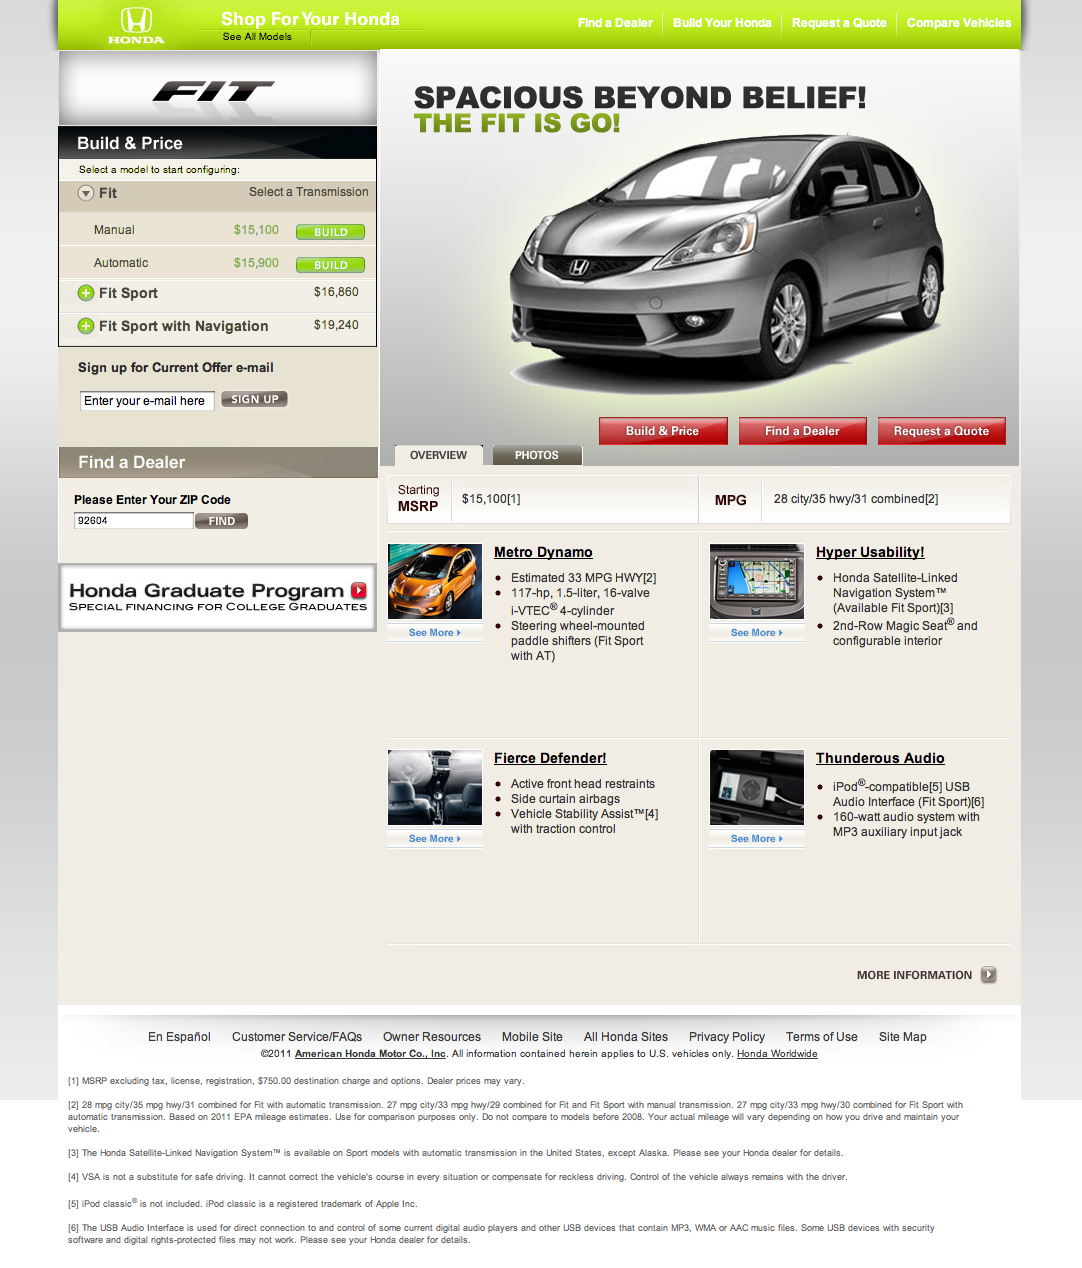 HONDA
Shop For Your Honda
See All Models
Find a Dealer
Build Your Honda
Request a Quote
Compare Vehicles
FIT
Build & Price
Select a model to start configuring:
Fit
Select a Transmission
Manual $15,100 BUILD
Automatic $15,900 BUILD
Fit Sport $16,860
Fit Sport with Navigation $19,240
Sign up for Current Offer e-mail
Enter your e-mail here SIGN UP
Find a Dealer
Please Enter Your ZIP Code
92604 FIND
Honda Graduate Program
SPECIAL FINANCING FOR COLLEGE GRADUATES
SPACIOUS BEYOND BELIEF!
THE FIT IS GO!
Build & Price
Find a Dealer
Request a Quote
OVERVIEW
PHOTOS
Starting
MSRP
$15,100[1]
MPG
28 city/35 hwy/31 combined[2]
Metro Dynamo
• Estimated 33 MPG HWY[2]
• 117-hp, 1.5-liter, 16-valve
i-VTEC® 4-cylinder
• Steering wheel-mounted
paddle shifters (Fit Sport
with AT)
See More
Hyper Usability!
• Honda Satellite-Linked
Navigation System™
(Available Fit Sport)[3]
• 2nd-Row Magic Seat® and
configurable interior
See More
Fierce Defender!
• Active front head restraints
• Side curtain airbags
• Vehicle Stability Assist™[4]
with traction control
See More
Thunderous Audio
• iPod®-compatible[5] USB
Audio Interface (Fit Sport)[6]
• 160-watt audio system with
MP3 auxiliary input jack
See More
MORE INFORMATION
En Español
Customer Service/FAQs
Owner Resources
Mobile Site
All Honda Sites
Privacy Policy
Terms of Use
Site Map
©2011 American Honda Motor Co., Inc. All information contained herein applies to U.S. vehicles only. Honda Worldwide
[1] MSRP excluding tax, license, registration, $750.00 destination charge and options. Dealer prices may vary.
[2] 28 mpg city/35 mpg hwy/31 combined for Fit with automatic transmission. 27 mpg city/33 mpg hwy/29 combined for Fit and Fit Sport with manual transmission. 27 mpg city/33 mpg hwy/30 combined for Fit Sport with
automatic transmission. Based on 2011 EPA mileage estimates. Use for comparison purposes only. Do not compare to models before 2008. Your actual mileage will vary depending on how you drive and maintain your
vehicle.
[3] The Honda Satellite-Linked Navigation System™ is available on Sport models with automatic transmission in the United States, except Alaska. Please see your Honda dealer for details.
[4] VSA is not a substitute for safe driving. It cannot correct the vehicle's course in every situation or compensate for reckless driving. Control of the vehicle always remains with the driver.
[5] iPod classic® is not included. iPod classic is a registered trademark of Apple Inc.
[6] The USB Audio Interface is used for direct connection to and control of some current digital audio players and other USB devices that contain MP3, WMA or AAC music files. Some USB devices with security
software and digital rights-protected files may not work. Please see your Honda dealer for details.